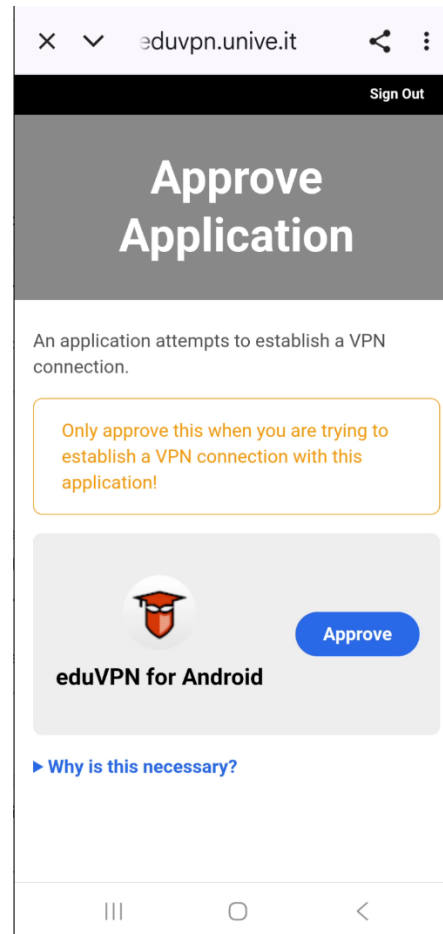 eduvpn.unive.it
Sign Out
Approve
Application
An application attempts to establish a VPN
connection.
Only approve this when you are trying to
establish a VPN connection with this
application!
eduVPN for Android
Approve
Why is this necessary?